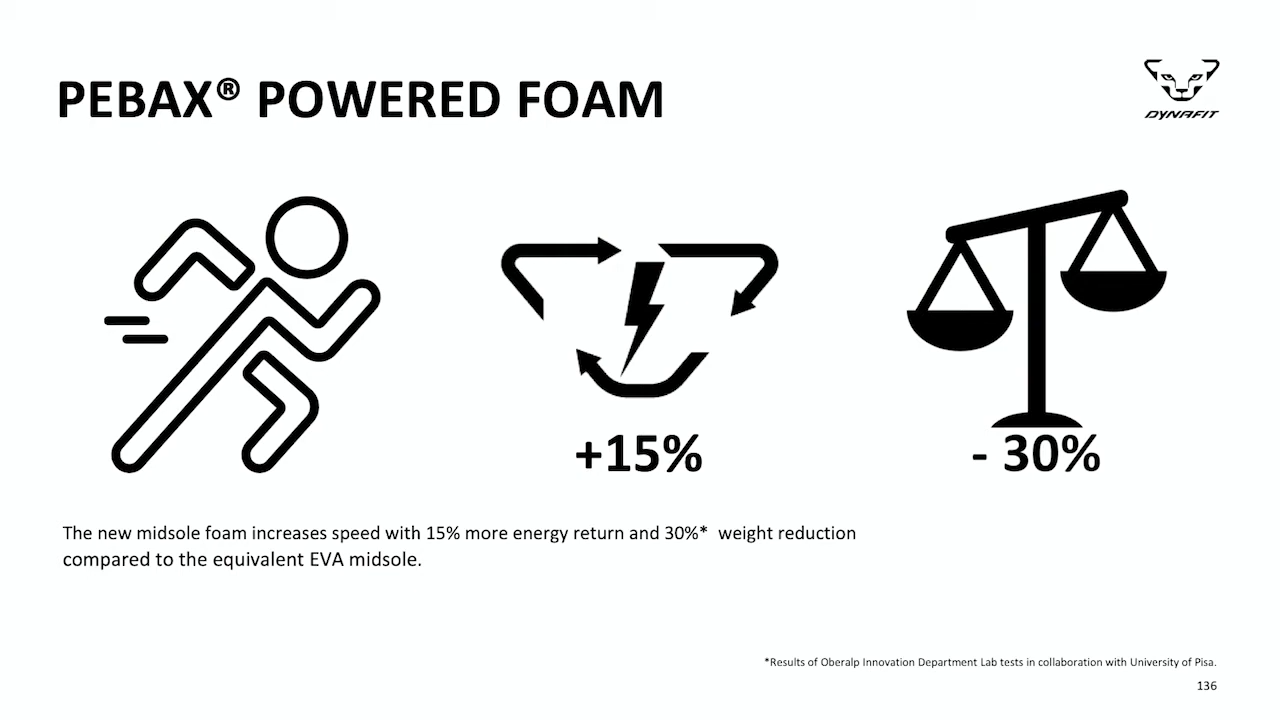 PEBAX® POWERED FOAM
DYNAFIT
+15%
- 30%
The new midsole foam increases speed with 15% more energy return and 30%* weight reduction
compared to the equivalent EVA midsole.
*Results of Oberalp Innovation Department Lab tests in collaboration with University of Pisa.
136